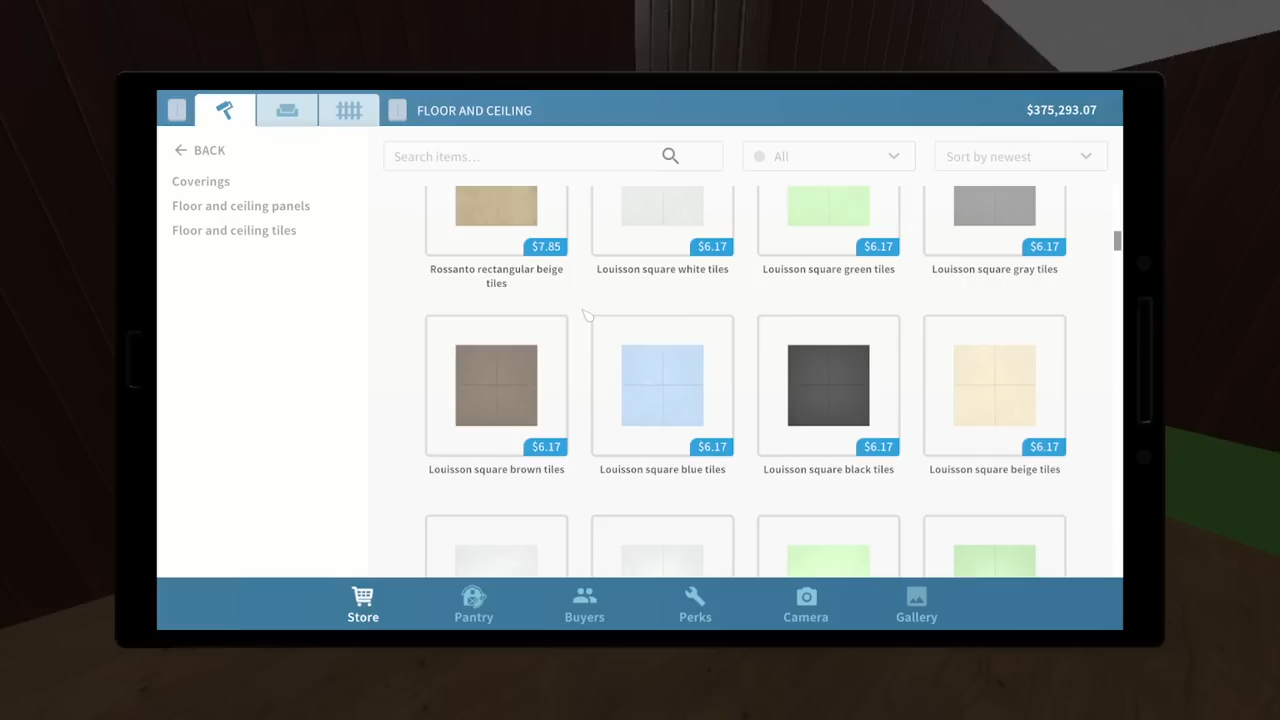 FLOOR AND CEILING
$375,293.07
BACK
Coverings
Floor and ceiling panels
Floor and ceiling tiles
Search items...
All
Sort by newest
$7.85
$6.17
$6.17
$6.17
Rossanto rectangular beige
tiles
Louisson square white tiles
Louisson square green tiles
Louisson square gray tiles
$6.17
$6.17
$6.17
$6.17
Louisson square brown tiles
Louisson square blue tiles
Louisson square black tiles
Louisson square beige tiles
Store
Pantry
Buyers
Perks
Camera
Gallery